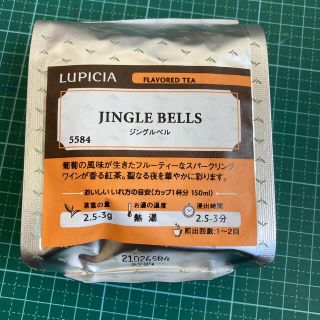 LUPICIA
FLAVORED TEA
JINGLE BELLS
ジングルベル
5584
葡萄の風味が生きたフルーティーなスパークリング
ワインが香る紅茶。聖なる夜を華やかに彩ります。
おいしいいれ方の目安(カップ1杯分 150ml)
茶葉の量 お湯の温度 浸出時間
2.5-3g 熱湯 2.5-3分
煎出回数:1〜2回